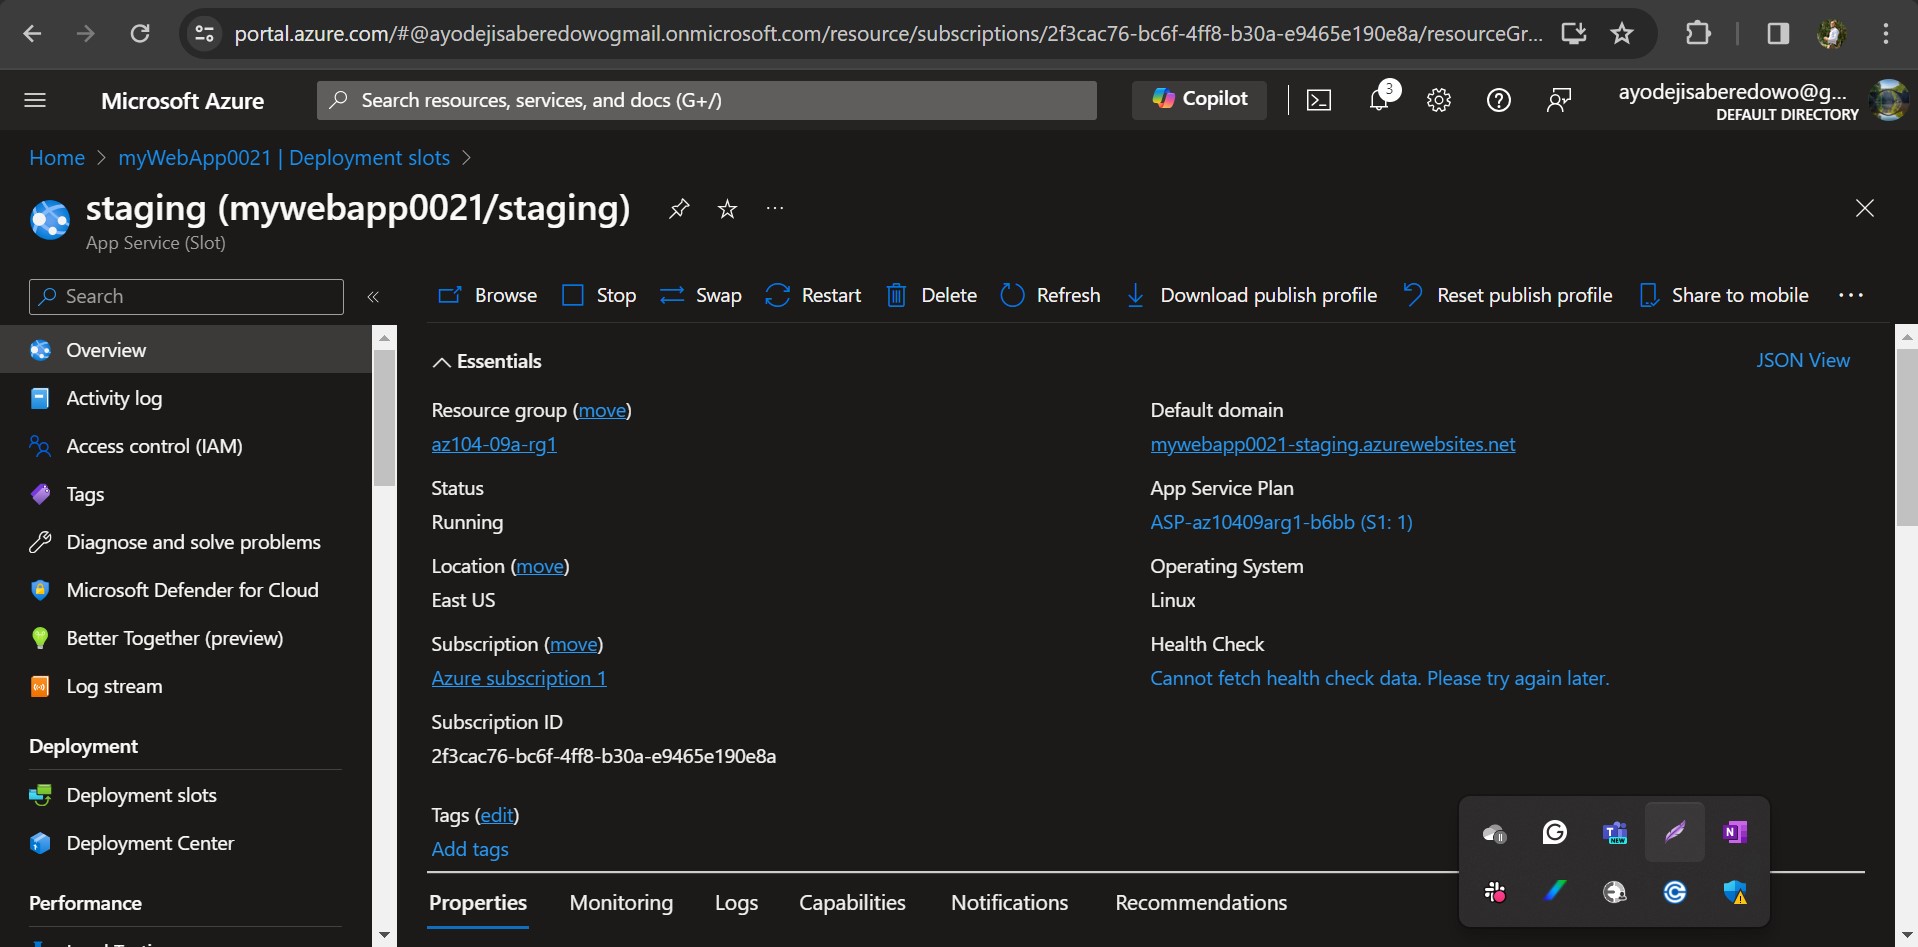 portal.azure.com/#@ayodejisaberedowogmail.onmicrosoft.com/resource/subscriptions/2f3cac76-bc6f-4ff8-b30a-e9465e190e8a/resourceGr...
Microsoft Azure
Search resources, services, and docs (G+/)
Copilot
3
ayodejisaberedowo@g...
DEFAULT DIRECTORY
Home > myWebApp0021 | Deployment slots >
staging (mywebapp0021/staging)
App Service (Slot)
Search
Browse Stop Swap Restart Delete Refresh Download publish profile Reset publish profile Share to mobile
Overview
Activity log
Access control (IAM)
Tags
Diagnose and solve problems
Microsoft Defender for Cloud
Better Together (preview)
Log stream
Deployment
Deployment slots
Deployment Center
Performance
Essentials
JSON View
Resource group (move)
az104-09a-rg1
Status
Running
Location (move)
East US
Subscription (move)
Azure subscription 1
Subscription ID
2f3cac76-bc6f-4ff8-b30a-e9465e190e8a
Default domain
mywebapp0021-staging.azurewebsites.net
App Service Plan
ASP-az10409arg1-b6bb (S1: 1)
Operating System
Linux
Health Check
Cannot fetch health check data. Please try again later.
Tags (edit)
Add tags
Properties Monitoring Logs Capabilities Notifications Recommendations